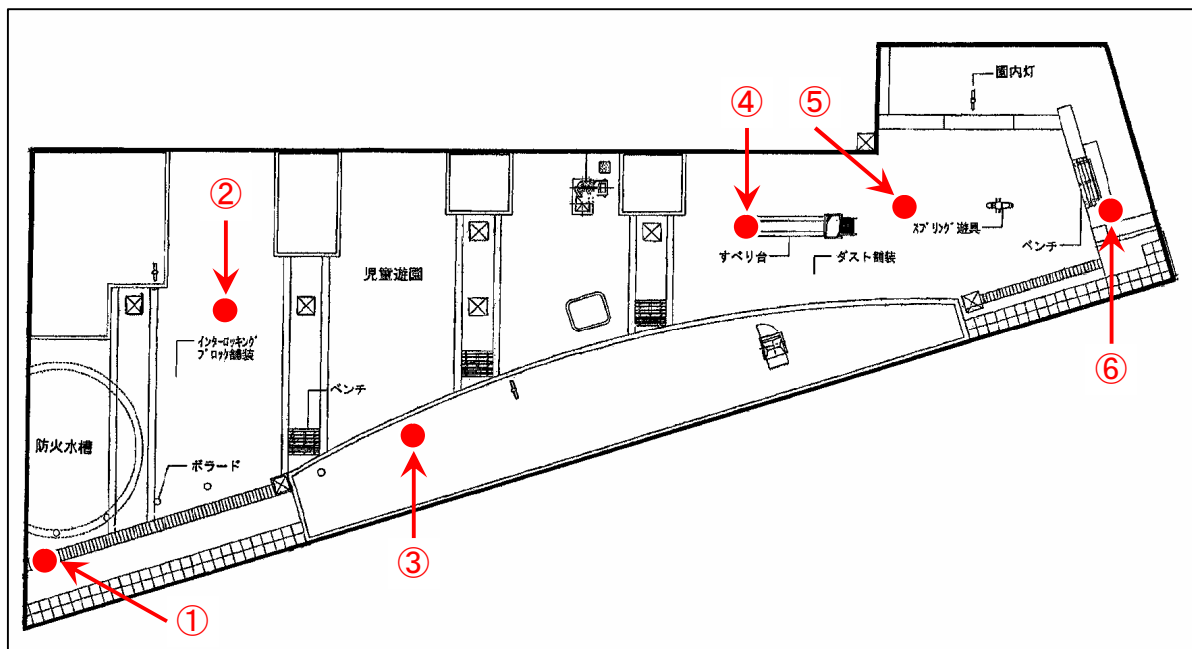 園内灯
④
⑤
②
スプリング遊具
すべり台
ダスト舗装
ベンチ
児童遊園
インターロッキング
ブロック舗装
⑥
ベンチ
防火水槽
ボラード
③
①